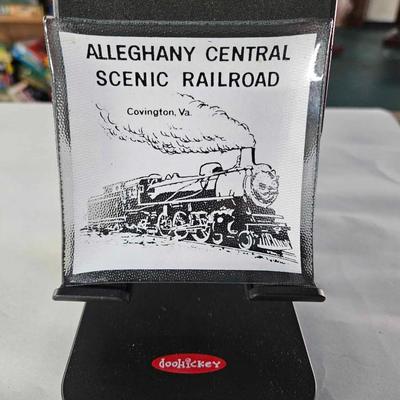 ALLEGHANY CENTRAL
SCENIC RAILROAD
Covington, Va.
dooHickey